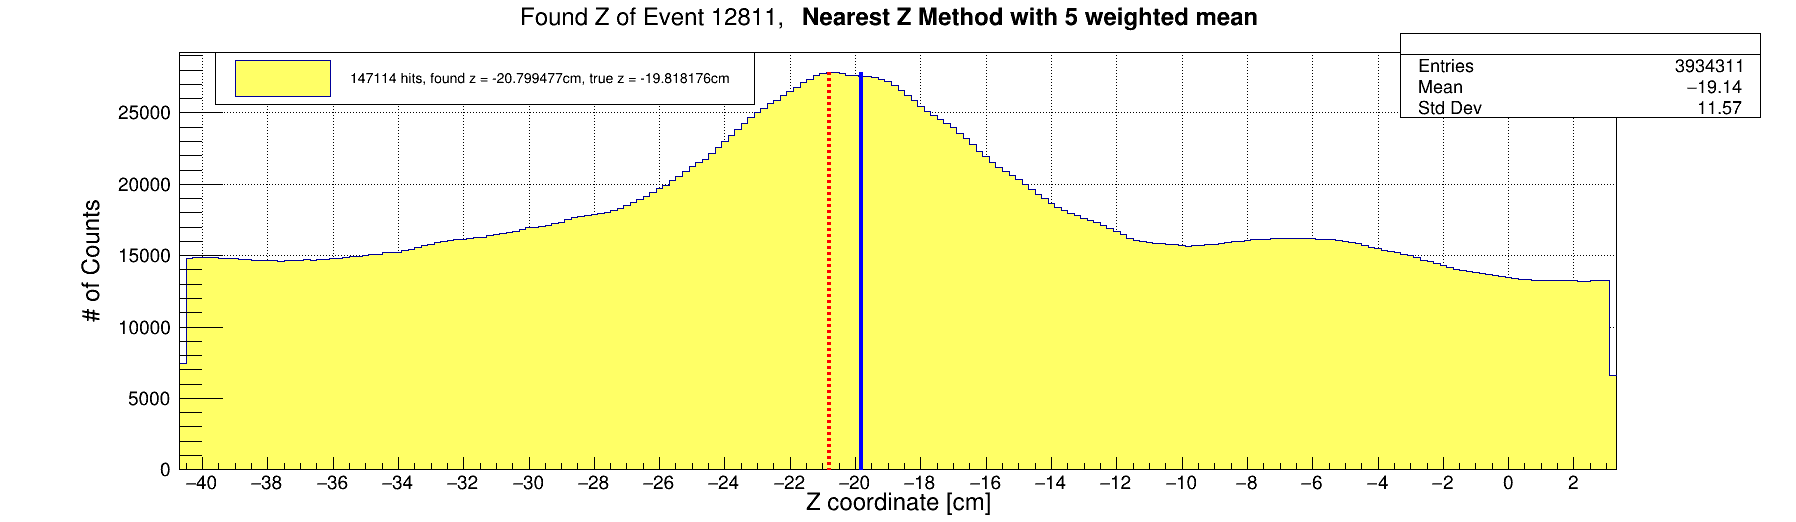 Found Z of Event 12811, Nearest Z Method with 5 weighted mean
147114 hits, found z = -20.799477cm, true z = -19.818176cm
Entries 3934311
Mean −19.14
Std Dev 11.57
25000
20000
15000
10000
5000
0
# of Counts
−40 −38 −36 −34 −32 −30 −28 −26 −24 −22 −20 −18 −16 −14 −12 −10 −8 −6 −4 −2 0 2
Z coordinate [cm]